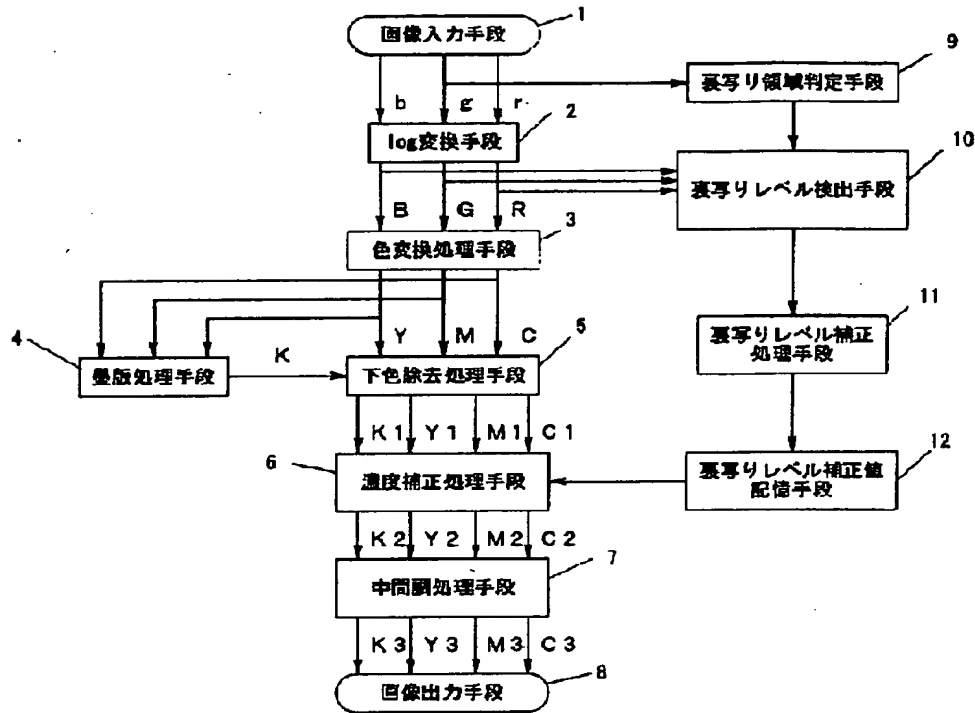 1
画像入力手段
9
裏写り領域判定手段
b g r
2
log変換手段
10
裏写りレベル検出手段
B G R
3
色変換処理手段
11
裏写りレベル補正
処理手段
4
墨版処理手段
K
Y M C
5
下色除去処理手段
K1 Y1 M1 C1
6
濃度補正処理手段
12
裏写りレベル補正値
記憶手段
K2 Y2 M2 C2
7
中間調処理手段
K3 Y3 M3 C3
8
画像出力手段